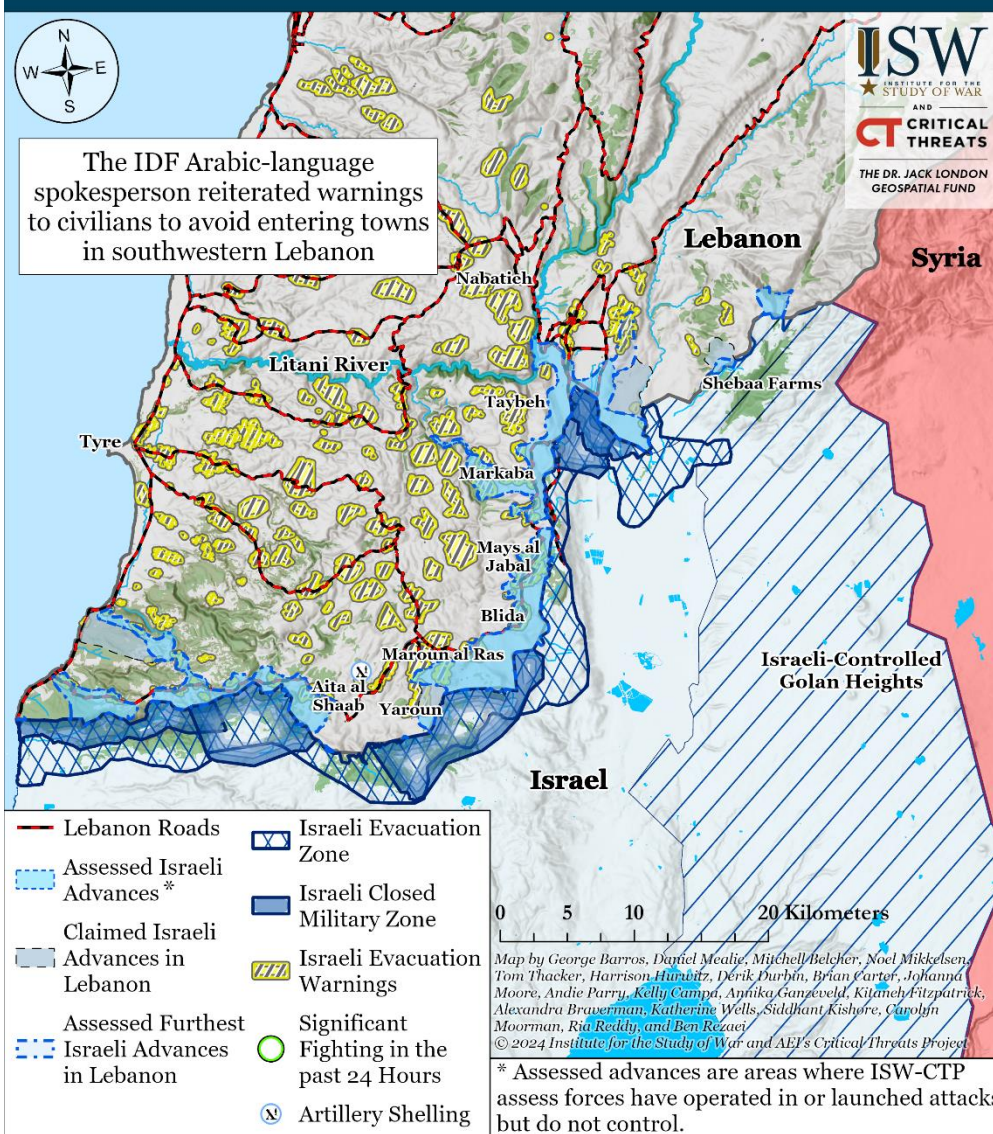 N
W
E
S
ISW
INSTITUTE FOR THE
STUDY OF WAR
AND
CT CRITICAL
THREATS
THE DR. JACK LONDON
GEOSPATIAL FUND
The IDF Arabic-language
spokesperson reiterated warnings
to civilians to avoid entering towns
in southwestern Lebanon
Lebanon
Syria
Nabatieh
Litani River
Shebaa Farms
Taybeh
Tyre
Markaba
Mays al
Jabal
Blida
Maroun al Ras
Aita al
Shaab
Yaroun
Israeli-Controlled
Golan Heights
Israel
Lebanon Roads
Assessed Israeli
Advances *
Claimed Israeli
Advances in
Lebanon
Assessed Furthest
Israeli Advances
in Lebanon
Israeli Evacuation
Zone
Israeli Closed
Military Zone
Israeli Evacuation
Warnings
Significant
Fighting in the
past 24 Hours
Artillery Shelling
0 5 10 20 Kilometers
Map by George Barros, Daniel Mealie, Mitchell Belcher, Noel Mikkelsen,
Tom Thacker, Harrison Hurwitz, Derik Durbin, Brian Carter, Johanna
Moore, Andie Parry, Kelly Campa, Annika Ganzeveld, Kitaneh Fitzpatrick,
Alexandra Braverman, Katherine Wells, Siddhant Kishore, Carolyn
Moorman, Ria Reddy, and Ben Rezaei
© 2024 Institute for the Study of War and AEI's Critical Threats Project
* Assessed advances are areas where ISW-CTP
assess forces have operated in or launched attacks
but do not control.